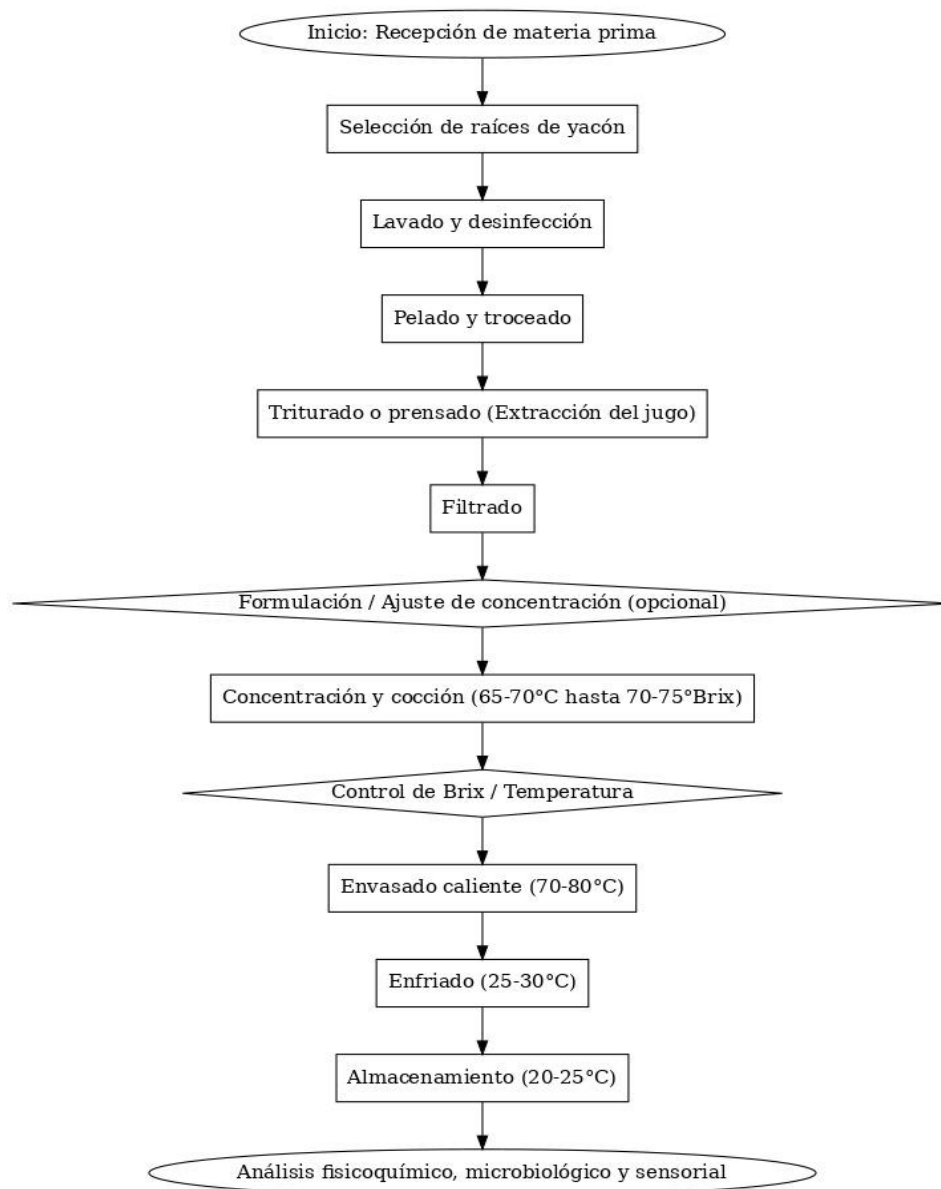 Inicio: Recepción de materia prima
Selección de raíces de yacón
Lavado y desinfección
Pelado y troceado
Triturado o prensado (Extracción del jugo)
Filtrado
Formulación / Ajuste de concentración (opcional)
Concentración y cocción (65-70°C hasta 70-75°Brix)
Control de Brix / Temperatura
Envasado caliente (70-80°C)
Enfriado (25-30°C)
Almacenamiento (20-25°C)
Análisis fisicoquímico, microbiológico y sensorial